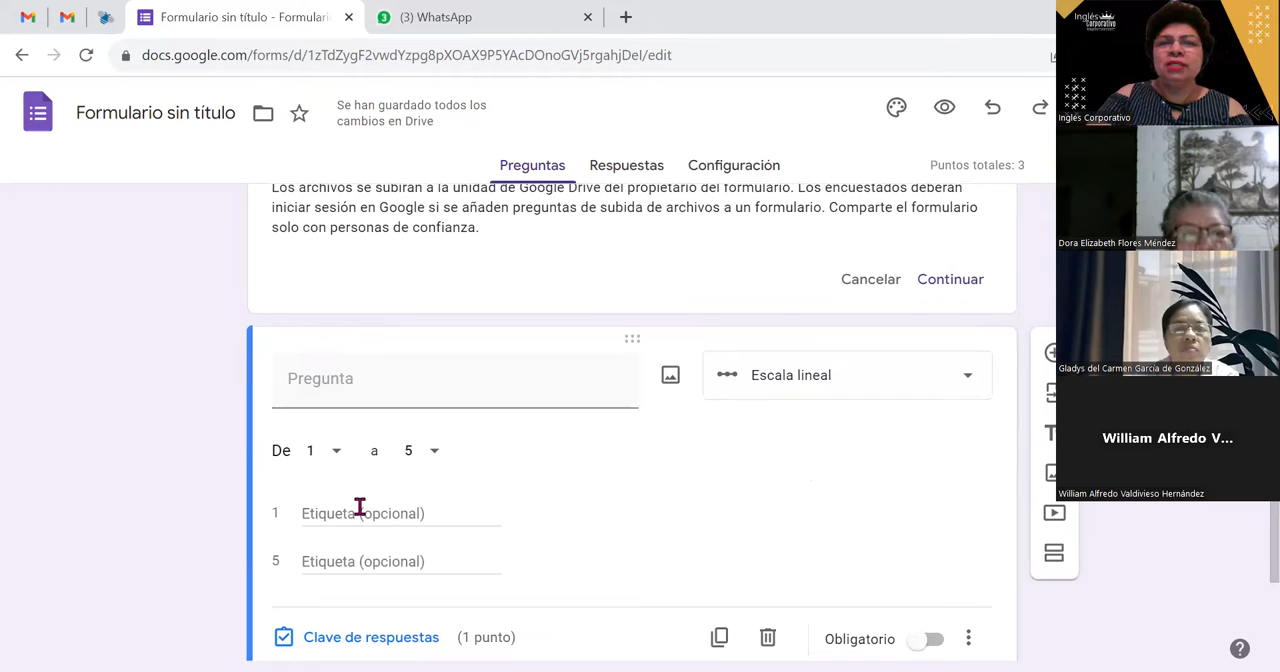 Formulario sin título - Formulari
(3) WhatsApp
docs.google.com/forms/d/1zTdZygF2vwdYzpg8pXOAX9P5YAcDOnoGVj5rgahjDeI/edit
Formulario sin título
Se han guardado todos los
cambios en Drive
Preguntas
Respuestas
Configuración
Puntos totales: 3
Los archivos se subirán a la unidad de Google Drive del propietario del formulario. Los encuestados deberán
iniciar sesión en Google si se añaden preguntas de subida de archivos a un formulario. Comparte el formulario
solo con personas de confianza.
Cancelar
Continuar
Pregunta
Escala lineal
De 1 a 5
1 Etiqueta (opcional)
5 Etiqueta (opcional)
Clave de respuestas (1 punto)
Obligatorio
Inglés
Corporativo
Inglés Corporativo
Dora Elizabeth Flores Méndez
Gladys del Carmen García de González
William Alfredo V...
William Alfredo Valdivieso Hernández